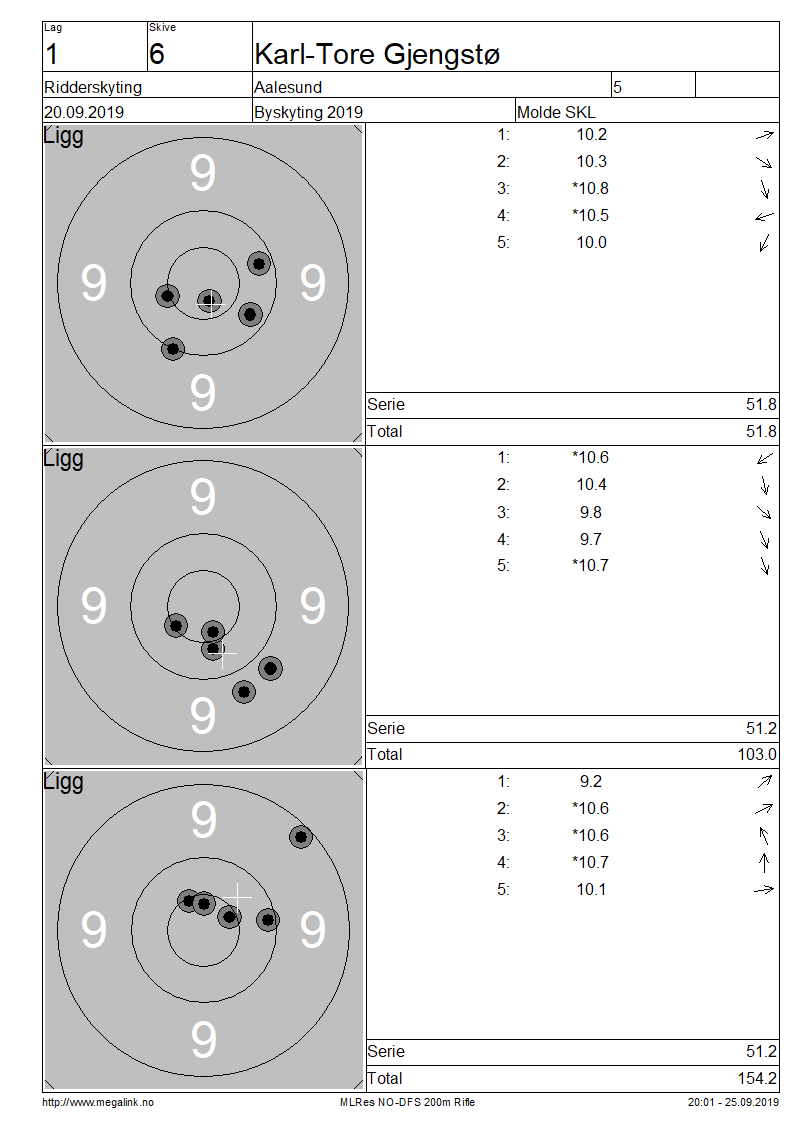 Lag Skive
1 6 Karl-Tore Gjengstø
Ridderskyting Aalesund 5
20.09.2019 Byskyting 2019 Molde SKL
Ligg
9
9 9
9
1: 10.2
2: 10.3
3: *10.8
4: *10.5
5: 10.0
Serie 51.8
Total 51.8
Ligg
9
9 9
9
1: *10.6
2: 10.4
3: 9.8
4: 9.7
5: *10.7
Serie 51.2
Total 103.0
Ligg
9
9 9
9
1: 9.2
2: *10.6
3: *10.6
4: *10.7
5: 10.1
Serie 51.2
Total 154.2
http://www.megalink.no MLRes NO-DFS 200m Rifle 20:01 - 25.09.2019